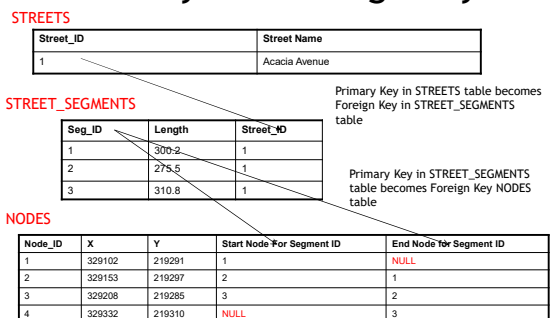 STREETS
Street_ID Street Name
1 Acacia Avenue
Primary Key in STREETS table becomes
Foreign Key in STREET_SEGMENTS
table
STREET_SEGMENTS
Seg_ID Length Street_ID
1 300.2 1
2 275.5 1
3 310.8 1
Primary Key in STREET_SEGMENTS
table becomes Foreign Key NODES
table
NODES
Node_ID X Y Start Node For Segment ID End Node for Segment ID
1 329102 219291 1 NULL
2 329153 219297 2 1
3 329208 219285 3 2
4 329332 219310 NULL 3